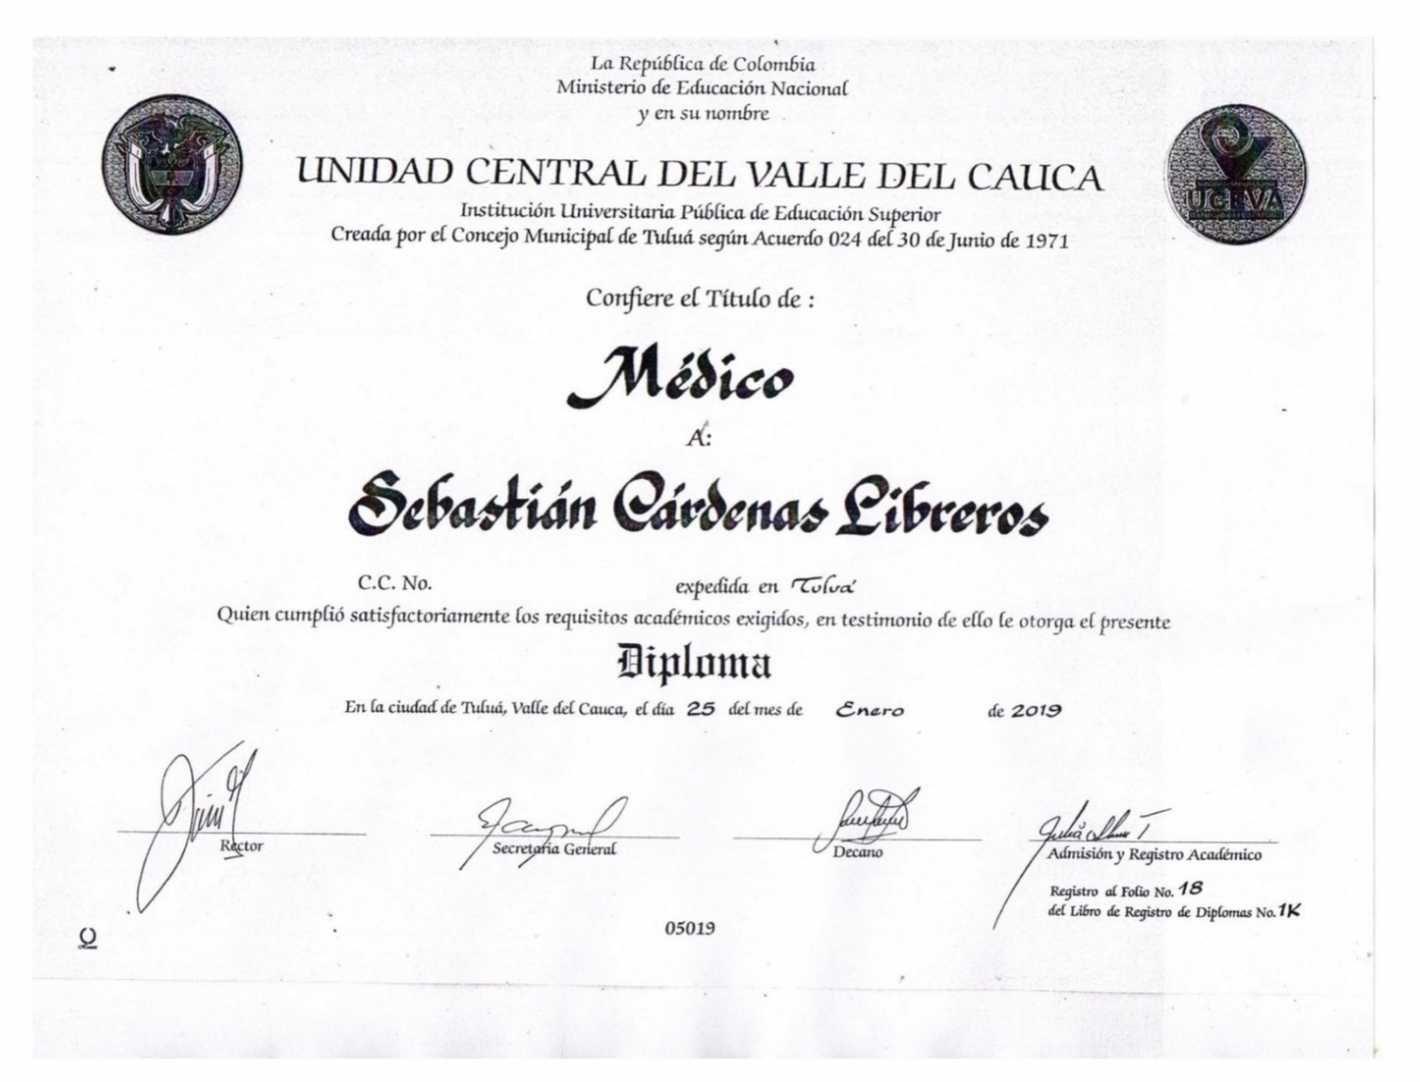 La República de Colombia
Ministerio de Educación Nacional
y en su nombre
UNIDAD CENTRAL DEL VALLE DEL CAUCA
UCEVA
Institución Universitaria Pública de Educación Superior
Creada por el Concejo Municipal de Tuluá según Acuerdo 024 del 30 de Junio de 1971
Confiere el Título de :
Médico
A:
Sebastián Cárdenas Libreros
C.C. No. expedida en Tuluá
Quien cumplió satisfactoriamente los requisitos académicos exigidos, en testimonio de ello le otorga el presente
Diploma
En la ciudad de Tuluá, Valle del Cauca, el día 25 del mes de Enero de 2019
Rector
Secretaria General
Decano
Admisión y Registro Académico
Registro al Folio No. 18
del Libro de Registro de Diplomas No. 1K
05019